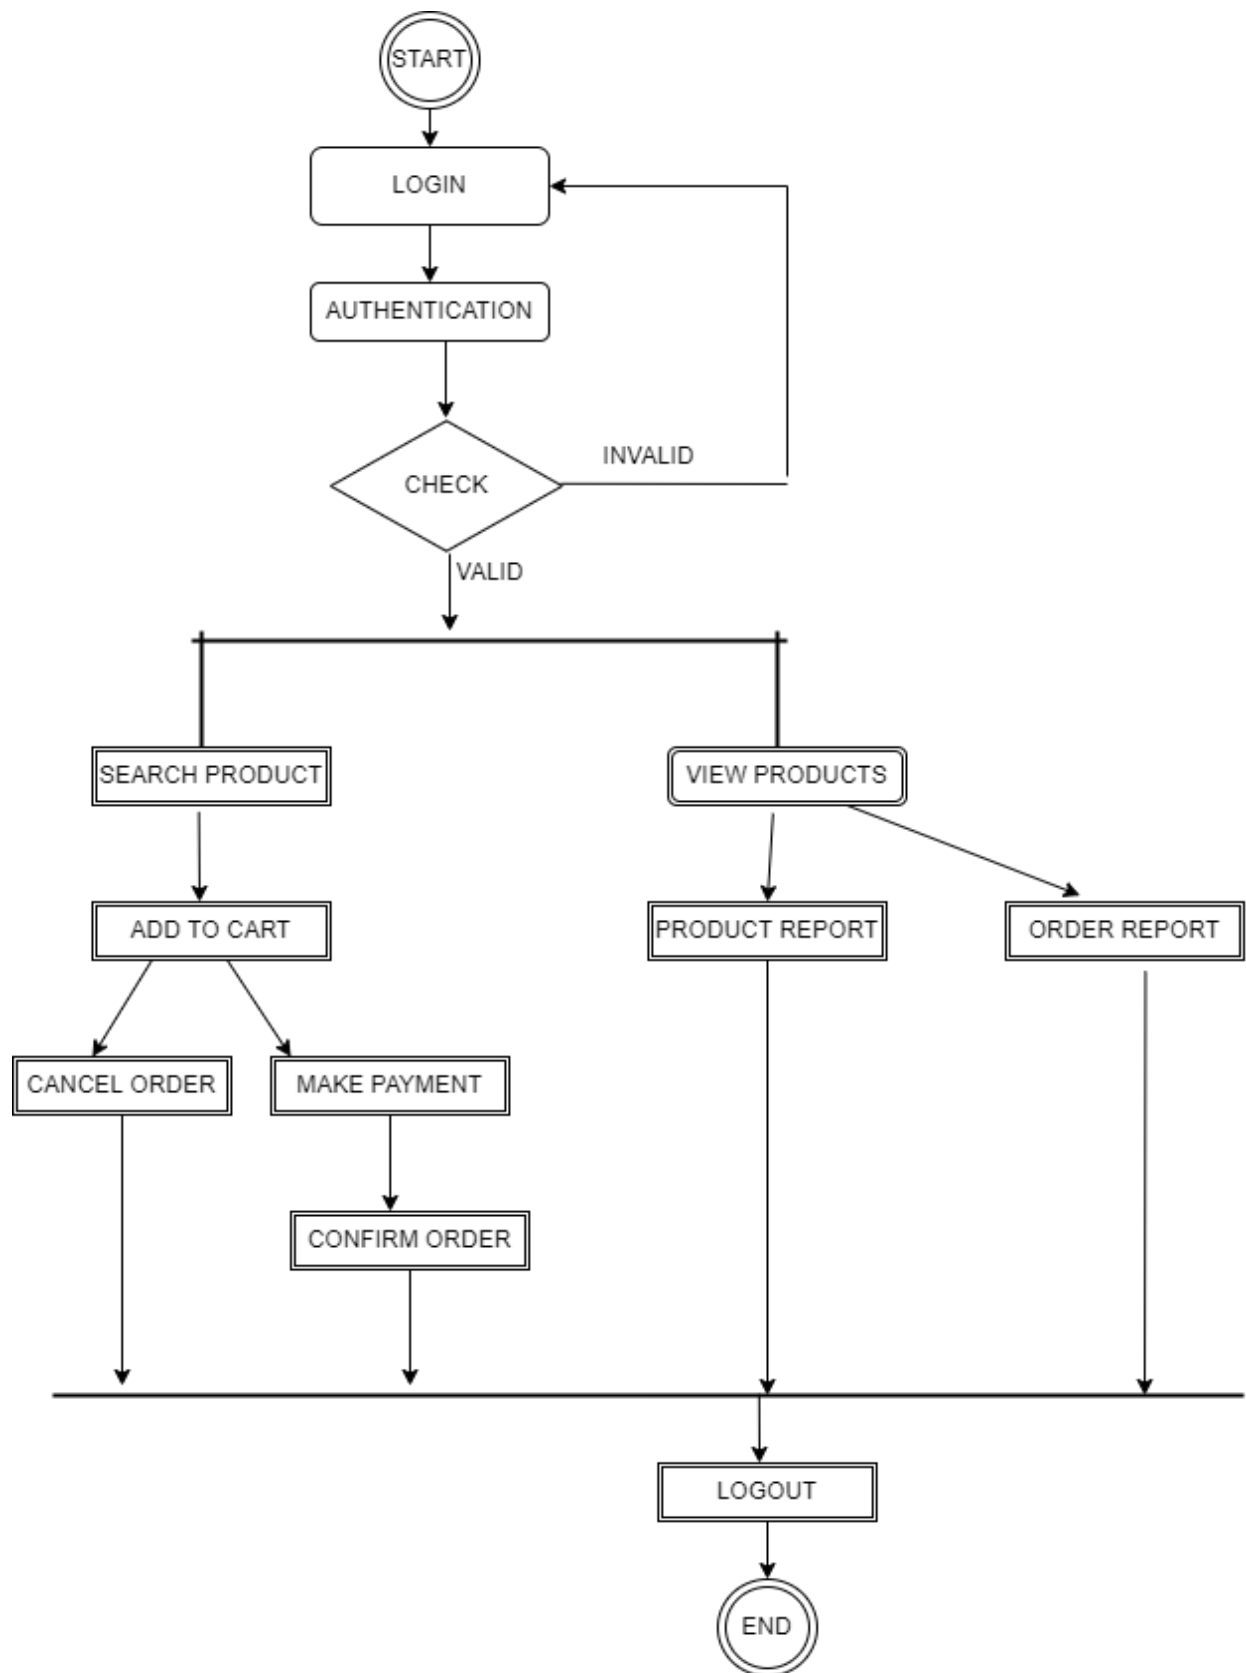 START
LOGIN
AUTHENTICATION
CHECK
INVALID
VALID
SEARCH PRODUCT
VIEW PRODUCTS
ADD TO CART
PRODUCT REPORT
ORDER REPORT
CANCEL ORDER
MAKE PAYMENT
CONFIRM ORDER
LOGOUT
END